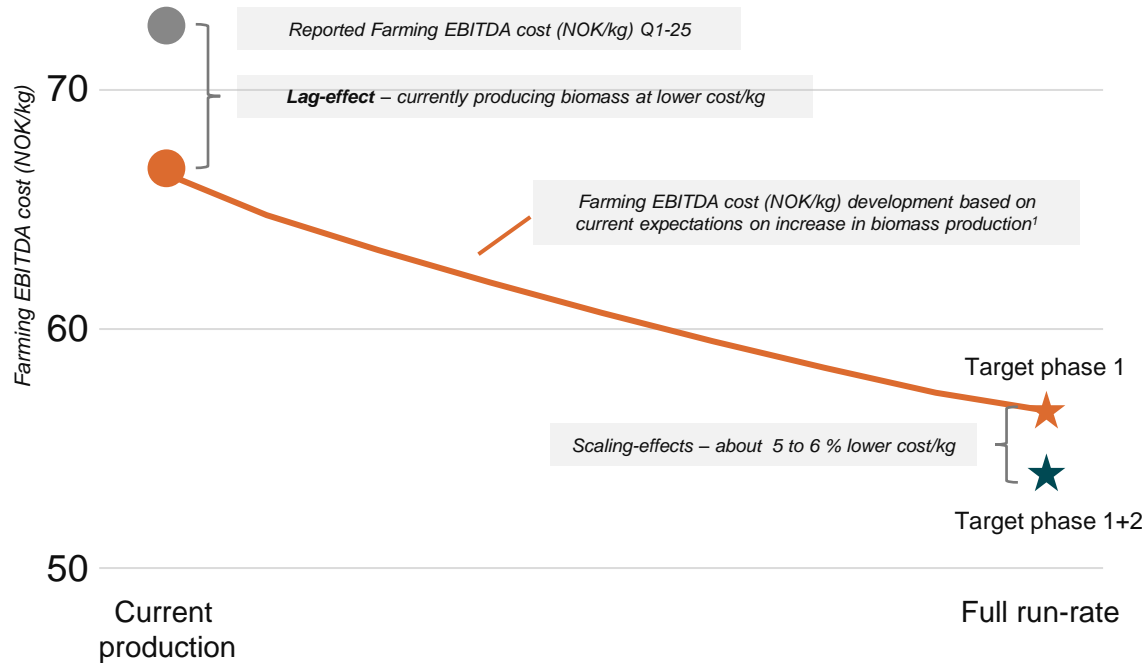 Reported Farming EBITDA cost (NOK/kg) Q1-25
70
Lag-effect – currently producing biomass at lower cost/kg
Farming EBITDA cost (NOK/kg)
Farming EBITDA cost (NOK/kg) development based on
current expectations on increase in biomass production¹
60
Target phase 1
Scaling-effects – about 5 to 6 % lower cost/kg
Target phase 1+2
50
Current
production
Full run-rate